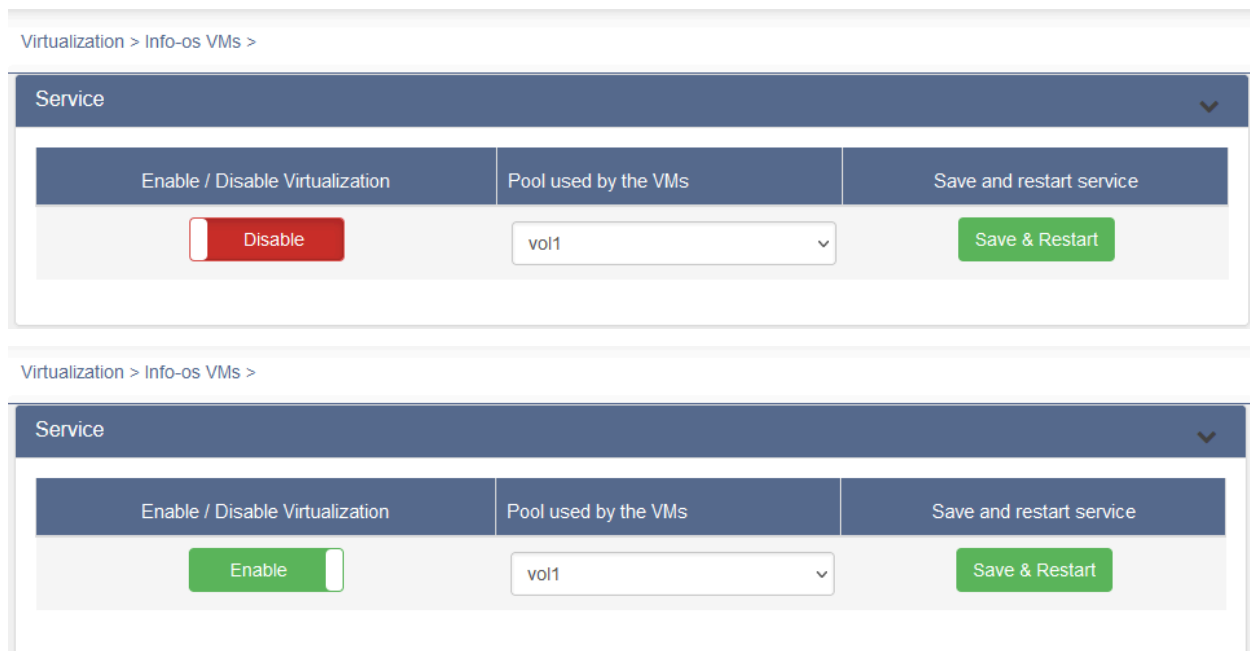 Virtualization > Info-os VMs >
Service
Enable / Disable Virtualization Pool used by the VMs Save and restart service
Disable vol1 Save & Restart
Virtualization > Info-os VMs >
Service
Enable / Disable Virtualization Pool used by the VMs Save and restart service
Enable vol1 Save & Restart